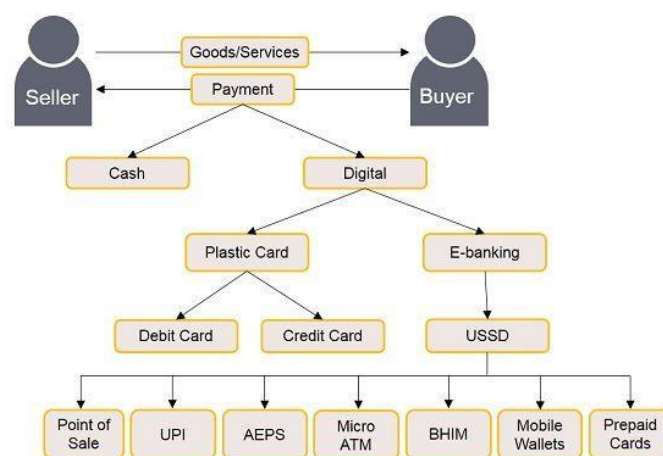 Goods/Services
Seller
Payment
Buyer
Cash
Digital
Plastic Card
E-banking
Debit Card
Credit Card
USSD
Point of
Sale
UPI
AEPS
Micro
ATM
BHIM
Mobile
Wallets
Prepaid
Cards